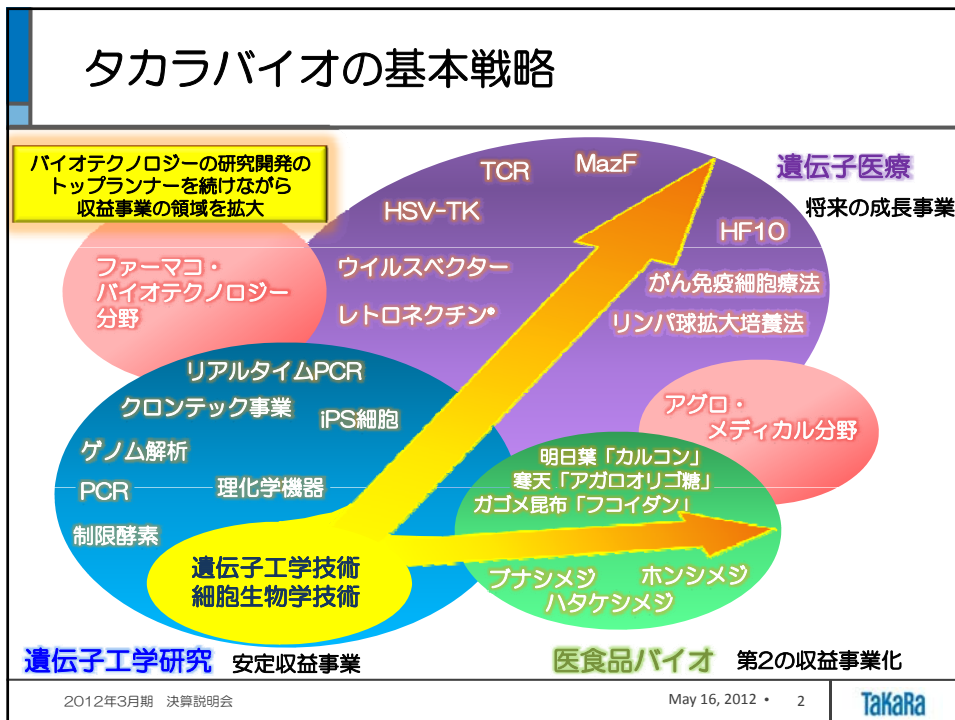 タカラバイオの基本戦略
バイオテクノロジーの研究開発の
トップランナーを続けながら
収益事業の領域を拡大
TCR
MazF
遺伝子医療
将来の成長事業
HSV-TK
HF10
ファーマコ・
バイオテクノロジー
分野
ウイルスベクター
がん免疫細胞療法
レトロネクチン®
リンパ球拡大培養法
リアルタイムPCR
クロンテック事業
iPS細胞
アグロ・
メディカル分野
ゲノム解析
明日葉「カルコン」
寒天「アガロオリゴ糖」
ガゴメ昆布「フコイダン」
PCR
理化学機器
制限酵素
遺伝子工学技術
細胞生物学技術
ブナシメジ
ホンシメジ
ハタケシメジ
遺伝子工学研究 安定収益事業
医食品バイオ 第2の収益事業化
2012年3月期 決算説明会
May 16, 2012 • 2
TaKaRa